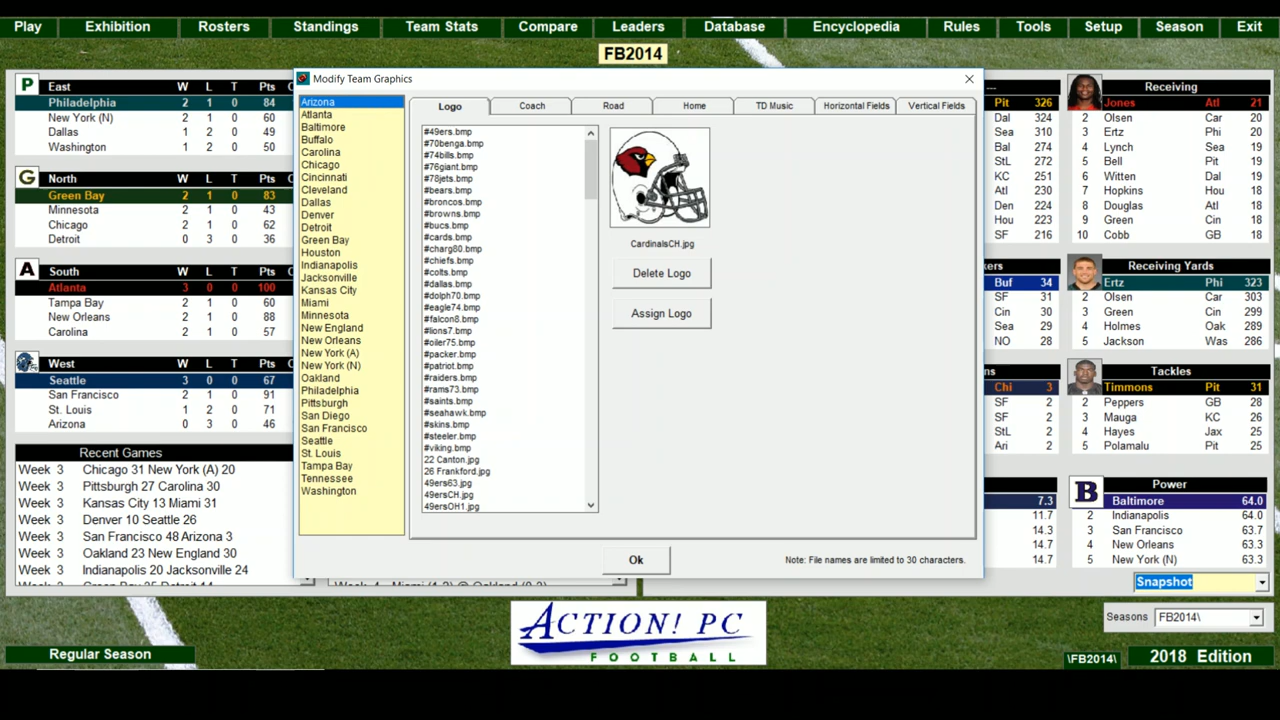 Play Exhibition Rosters Standings Team Stats Compare Leaders Database Encyclopedia Rules Tools Setup Season Exit
FB2014
P East W L T Pts
Philadelphia 2 1 0 84
New York (N) 2 1 0 60
Dallas 1 2 0 49
Washington 1 2 0 50
G North W L T Pts
Green Bay 2 1 0 83
Minnesota 2 1 0 43
Chicago 1 2 0 62
Detroit 0 3 0 36
A South W L T Pts
Atlanta 3 0 0 100
Tampa Bay 2 1 0 60
New Orleans 2 1 0 88
Carolina 1 2 0 57
West W L T Pts
Seattle 3 0 0 67
San Francisco 2 1 0 91
St. Louis 1 2 0 71
Arizona 0 3 0 46
Recent Games
Week 3 Chicago 31 New York (A) 20
Week 3 Pittsburgh 27 Carolina 30
Week 3 Kansas City 13 Miami 31
Week 3 Denver 10 Seattle 26
Week 3 San Francisco 48 Arizona 3
Week 3 Oakland 23 New England 30
Week 3 Indianapolis 20 Jacksonville 24
Regular Season
Modify Team Graphics
Arizona
Atlanta
Baltimore
Buffalo
Carolina
Chicago
Cincinnati
Cleveland
Dallas
Denver
Detroit
Green Bay
Houston
Indianapolis
Jacksonville
Kansas City
Miami
Minnesota
New England
New Orleans
New York (A)
New York (N)
Oakland
Philadelphia
Pittsburgh
San Diego
San Francisco
Seattle
St. Louis
Tampa Bay
Tennessee
Washington
Logo Coach Road Home TD Music Horizontal Fields Vertical Fields
#49ers.bmp
#70benga.bmp
#74bills.bmp
#76giant.bmp
#78jets.bmp
#bears.bmp
#broncos.bmp
#browns.bmp
#bucs.bmp
#cards.bmp
#charg80.bmp
#chiefs.bmp
#colts.bmp
#dallas.bmp
#dolph70.bmp
#eagle74.bmp
#falcon8.bmp
#lions7.bmp
#oiler75.bmp
#packer.bmp
#patriot.bmp
#raiders.bmp
#rams73.bmp
#saints.bmp
#seahawk.bmp
#skins.bmp
#steeler.bmp
#viking.bmp
22 Canton.jpg
26 Frankford.jpg
49ers63.jpg
49ersCH.jpg
49ersOH1.jpg
CardinalsCH.jpg
Delete Logo
Assign Logo
Ok
Note: File names are limited to 30 characters.
Pit 326
Dal 324
Sea 310
Bal 274
StL 272
KC 251
Atl 230
Den 224
Hou 223
SF 216
Receiving
Jones Atl 21
2 Olsen Car 20
3 Ertz Phi 20
4 Lynch Sea 19
5 Bell Pit 19
6 Witten Dal 19
7 Hopkins Hou 18
8 Douglas Atl 18
9 Green Cin 18
10 Cobb GB 18
Buf 34
SF 31
Cin 30
Sea 29
NO 28
Receiving Yards
Ertz Phi 323
2 Olsen Car 303
3 Green Cin 299
4 Holmes Oak 289
5 Jackson Was 286
Chi 3
SF 2
SF 2
StL 2
Ari 2
Tackles
Timmons Pit 31
2 Peppers GB 28
3 Mauga KC 26
4 Hayes Jax 25
5 Polamalu Pit 25
7.3
11.7
14.3
14.7
14.7
B Power
Baltimore 64.0
2 Indianapolis 64.0
3 San Francisco 63.7
4 New Orleans 63.3
5 New York (N) 63.3
Snapshot
Seasons FB2014\
ACTION! PC
FOOTBALL
\FB2014\ 2018 Edition